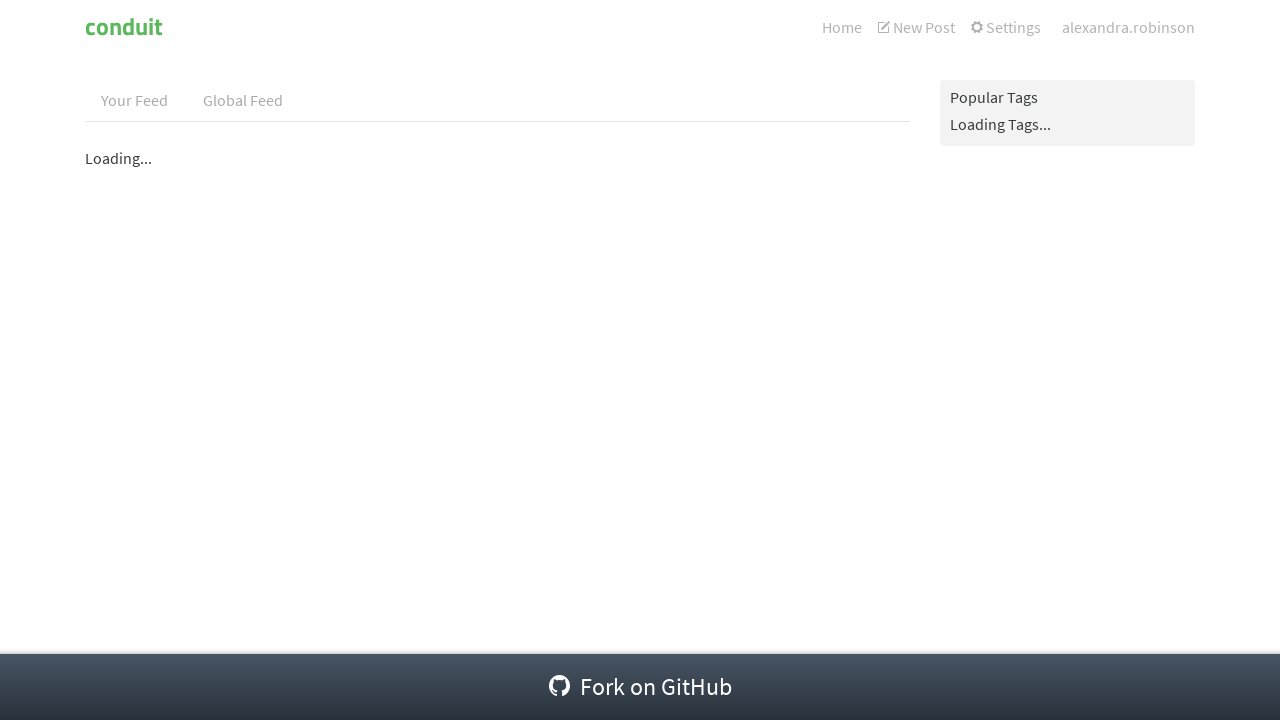 conduit
Home New Post Settings alexandra.robinson
Your Feed Global Feed
Loading...
Popular Tags
Loading Tags...
Fork on GitHub